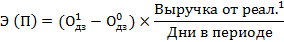 Э (П) = (О¹дз − О⁰дз) × Выручка от реал.¹ / Дни в периоде